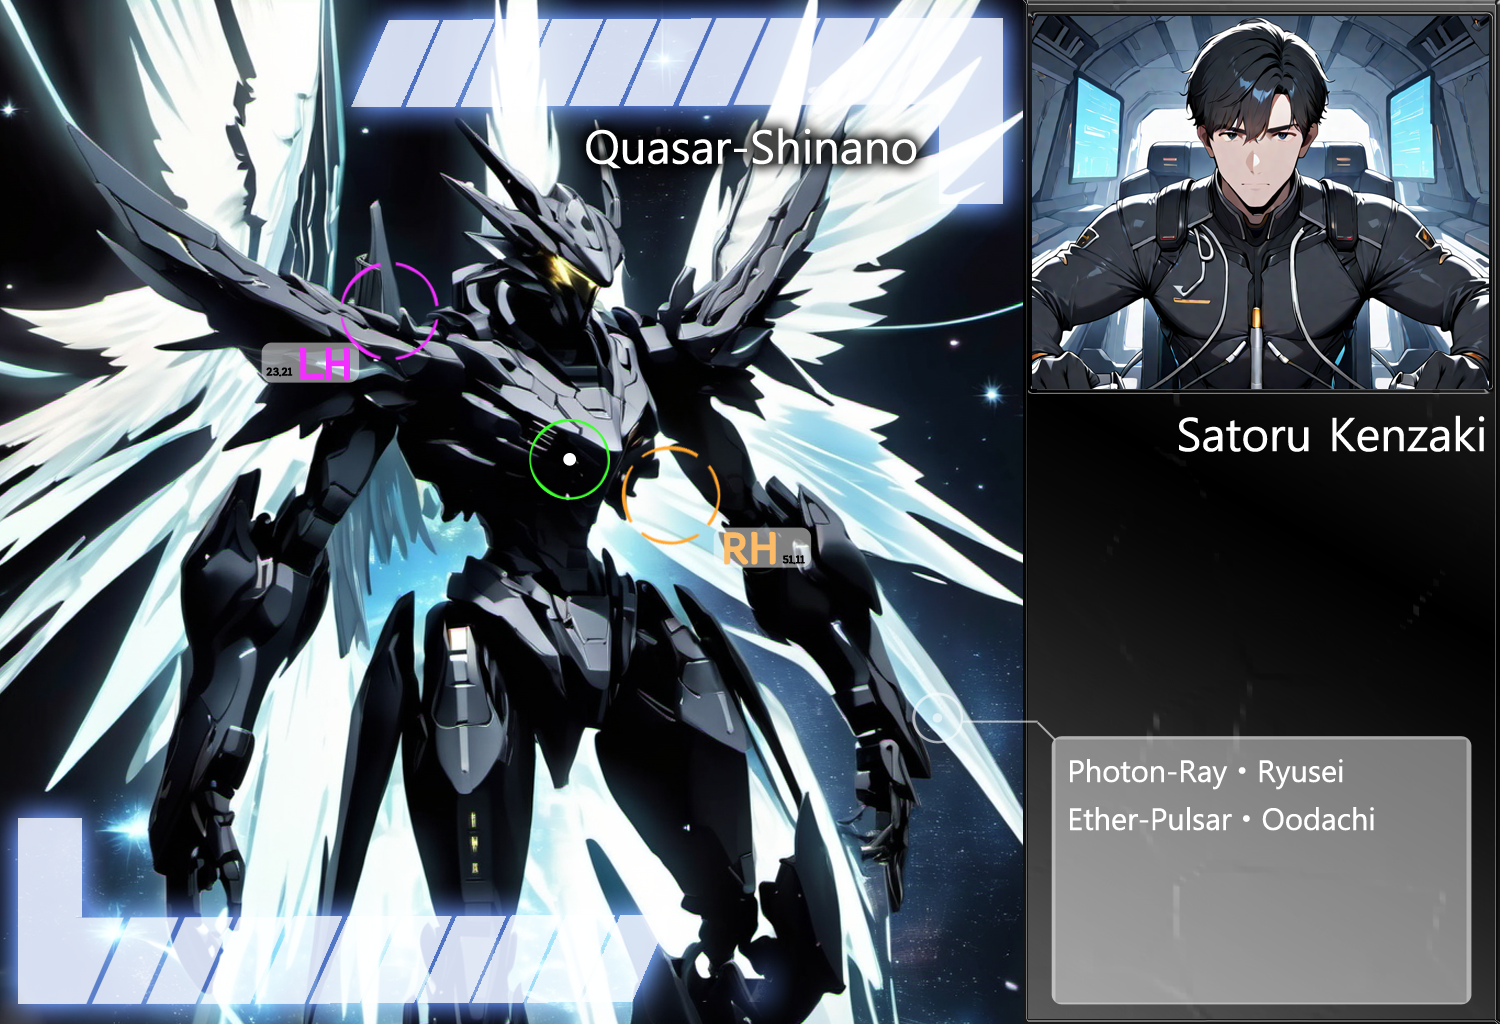 Quasar-Shinano
23,21 LH
RH 51,11
Satoru Kenzaki
Photon-Ray・Ryusei
Ether-Pulsar・Oodachi